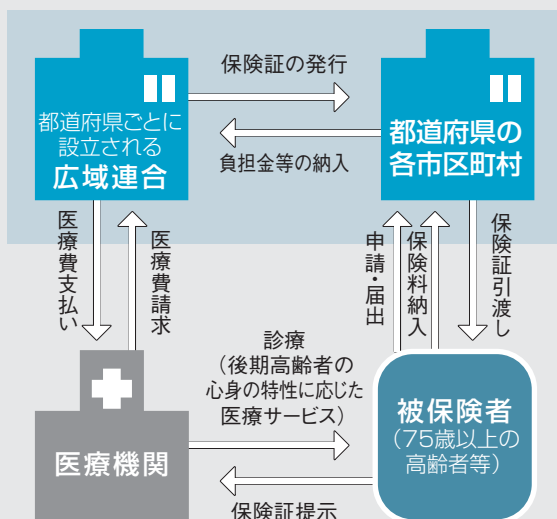 保険証の発行
都道府県ごとに
設立される
広域連合
都道府県の
各市区町村
負担金等の納入
医療費支払い
医療費請求
申請・届出
保険料納入
保険証引渡し
診療
（後期高齢者の
心身の特性に応じた
医療サービス）
医療機関
被保険者
（75歳以上の
高齢者等）
保険証提示